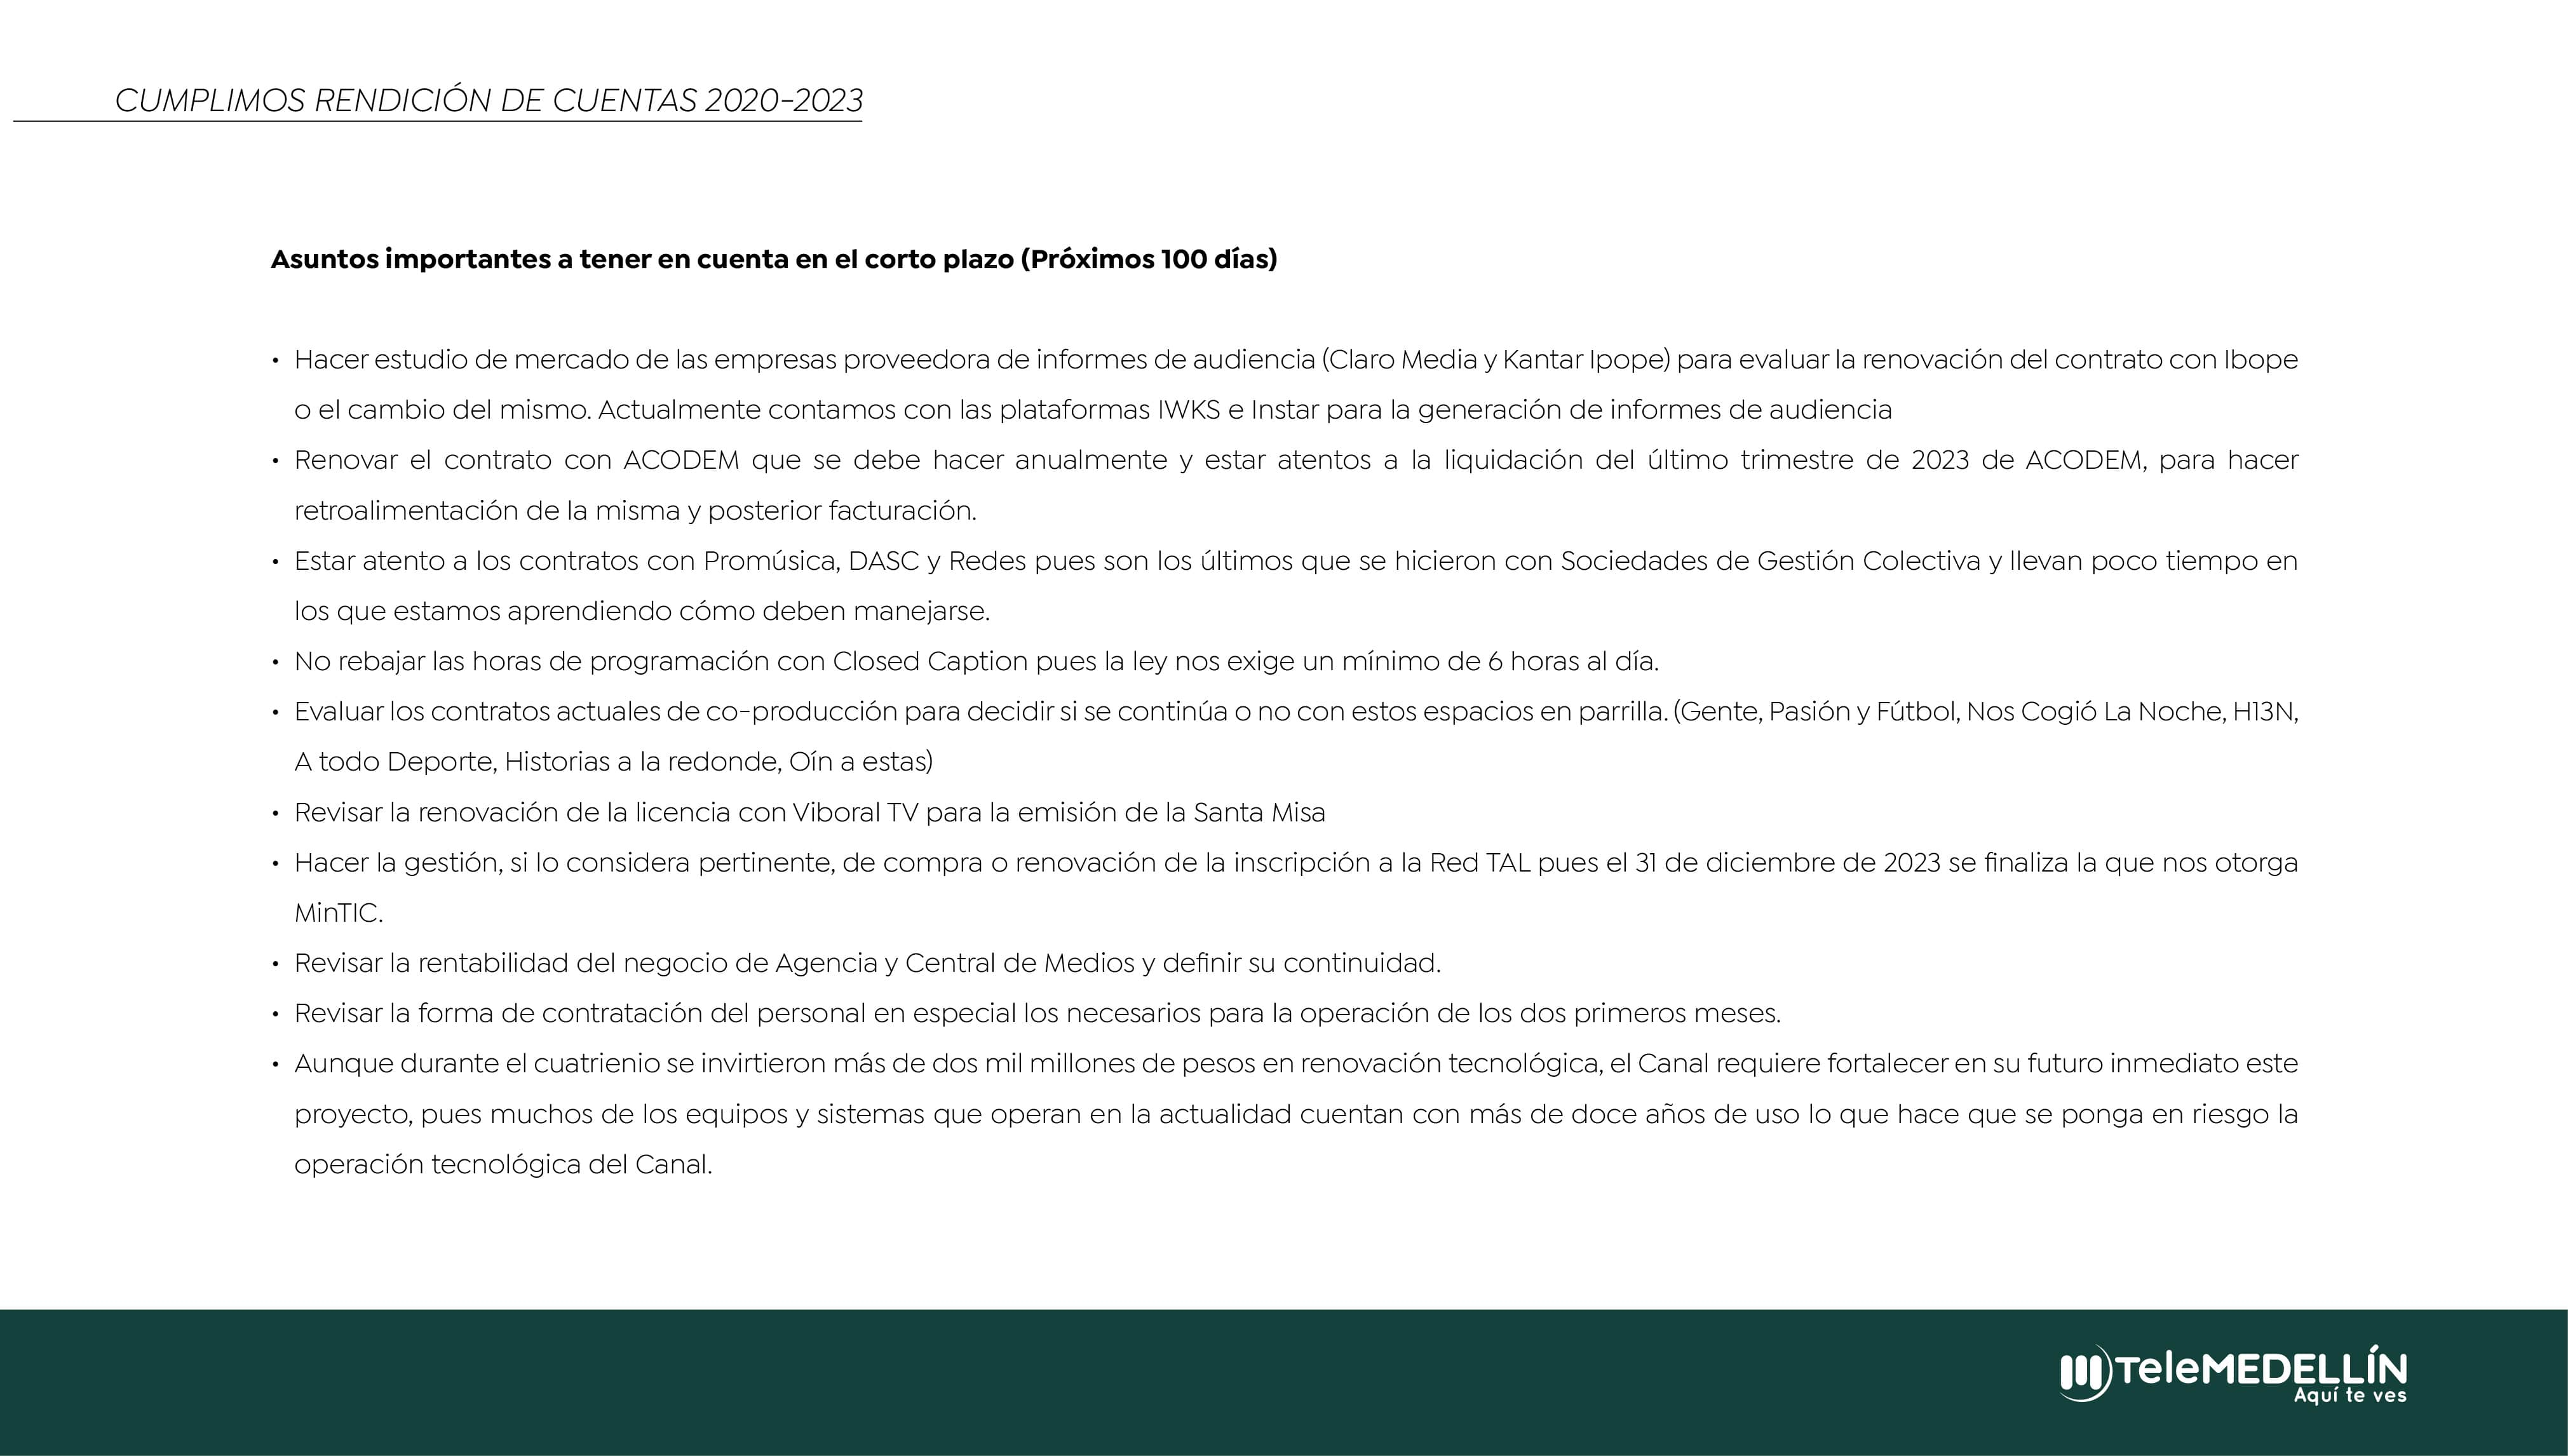 CUMPLIMOS RENDICIÓN DE CUENTAS 2020-2023
Asuntos importantes a tener en cuenta en el corto plazo (Próximos 100 días)
• Hacer estudio de mercado de las empresas proveedora de informes de audiencia (Claro Media y Kantar Ipope) para evaluar la renovación del contrato con Ibope
o el cambio del mismo. Actualmente contamos con las plataformas IWKS e Instar para la generación de informes de audiencia
• Renovar el contrato con ACODEM que se debe hacer anualmente y estar atentos a la liquidación del último trimestre de 2023 de ACODEM, para hacer
retroalimentación de la misma y posterior facturación.
• Estar atento a los contratos con Promúsica, DASC y Redes pues son los últimos que se hicieron con Sociedades de Gestión Colectiva y llevan poco tiempo en
los que estamos aprendiendo cómo deben manejarse.
• No rebajar las horas de programación con Closed Caption pues la ley nos exige un mínimo de 6 horas al día.
• Evaluar los contratos actuales de co-producción para decidir si se continúa o no con estos espacios en parrilla. (Gente, Pasión y Fútbol, Nos Cogió La Noche, H13N,
A todo Deporte, Historias a la redonde, Oín a estas)
• Revisar la renovación de la licencia con Viboral TV para la emisión de la Santa Misa
• Hacer la gestión, si lo considera pertinente, de compra o renovación de la inscripción a la Red TAL pues el 31 de diciembre de 2023 se finaliza la que nos otorga
MinTIC.
• Revisar la rentabilidad del negocio de Agencia y Central de Medios y definir su continuidad.
• Revisar la forma de contratación del personal en especial los necesarios para la operación de los dos primeros meses.
• Aunque durante el cuatrienio se invirtieron más de dos mil millones de pesos en renovación tecnológica, el Canal requiere fortalecer en su futuro inmediato este
proyecto, pues muchos de los equipos y sistemas que operan en la actualidad cuentan con más de doce años de uso lo que hace que se ponga en riesgo la
operación tecnológica del Canal.
TeleMEDELLÍN
Aquí te ves